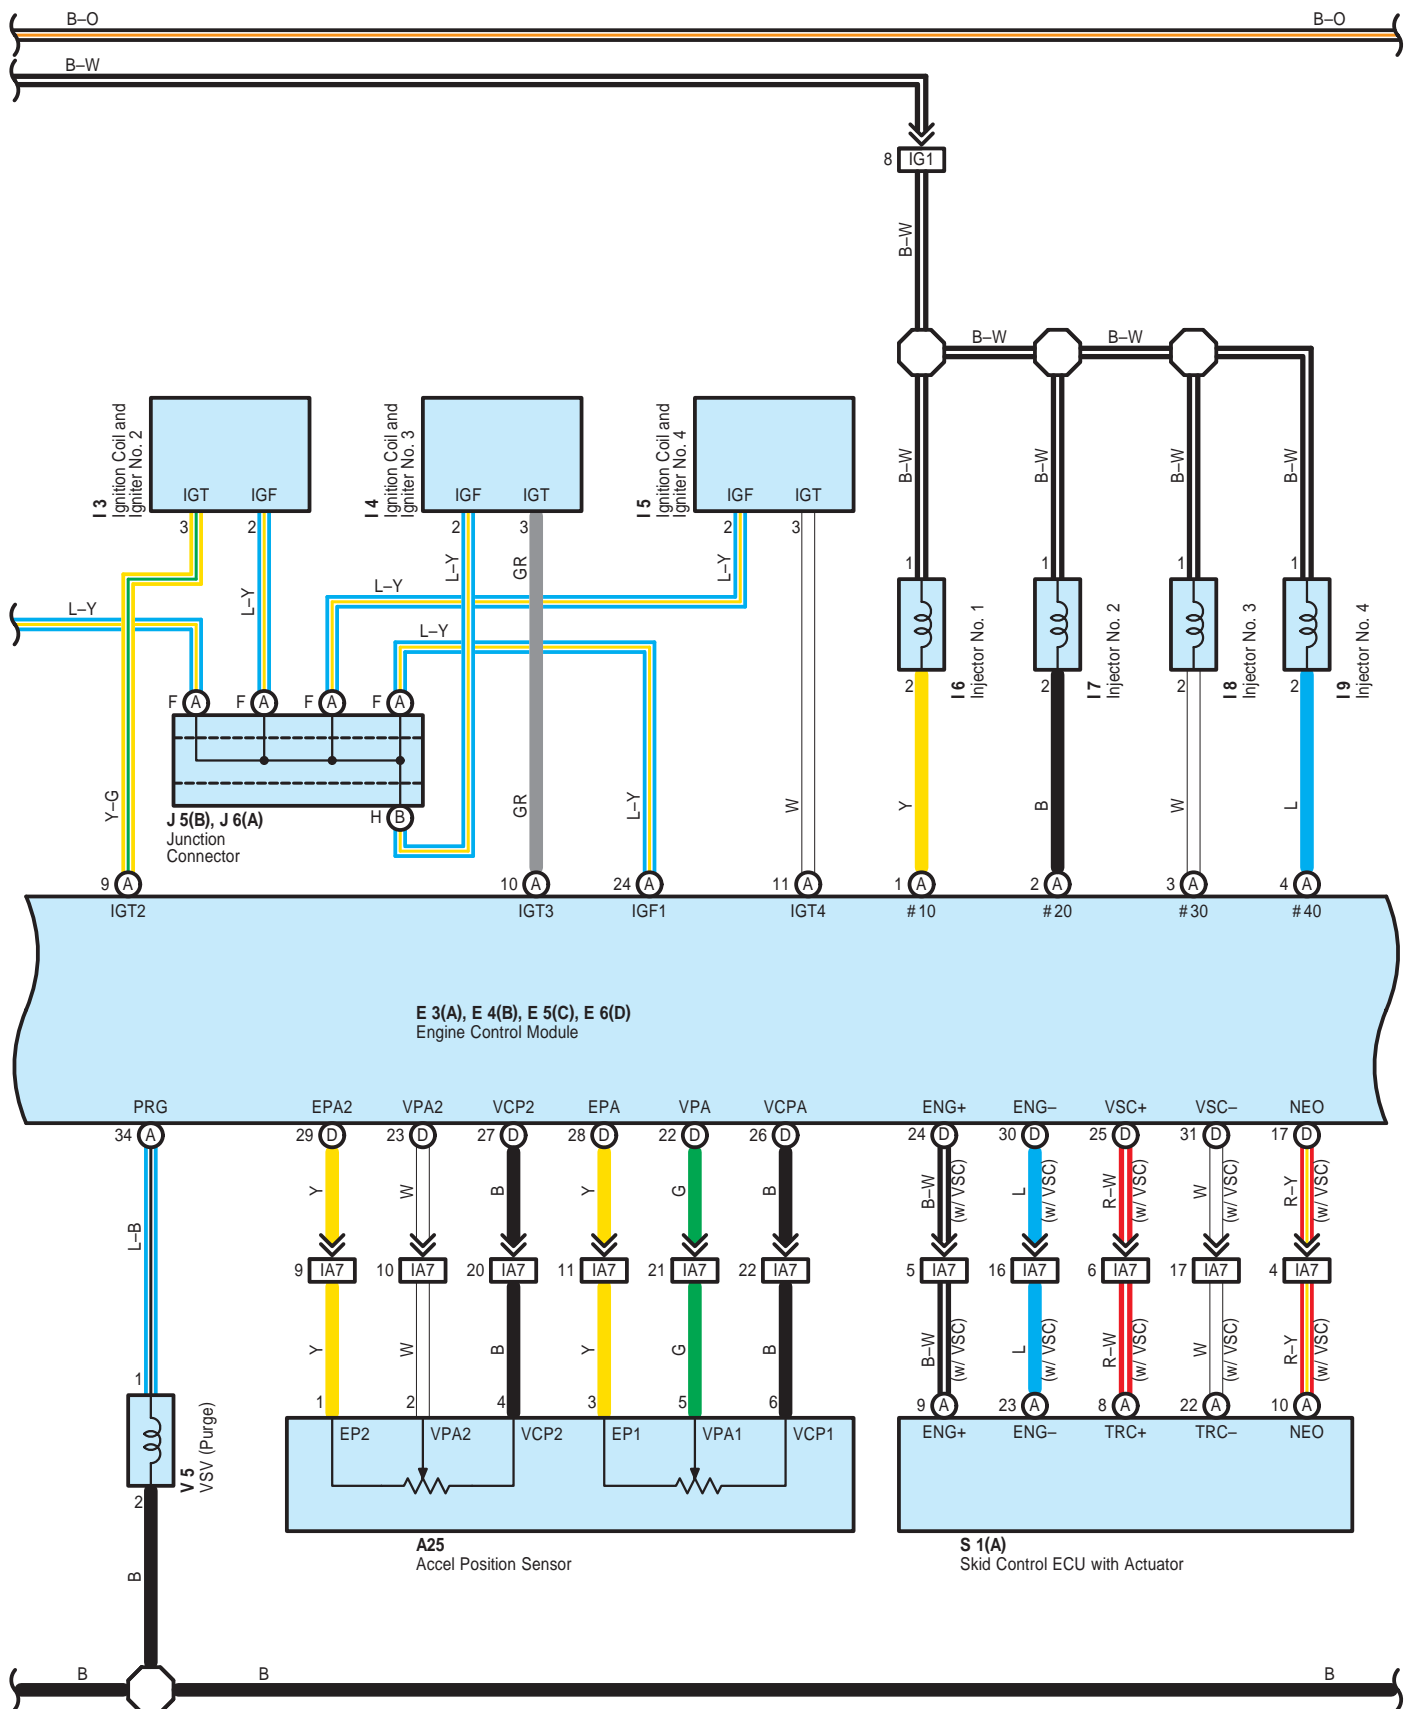 B–O B–O
B–W
8 IG1
B–W
B–W B–W
I 3
Ignition Coil and
Igniter No. 2
IGT IGF
I 4
Ignition Coil and
Igniter No. 3
IGF IGT
I 5
Ignition Coil and
Igniter No. 4
IGF IGT
B–W B–W B–W B–W
3 2 2 3 2 3
L–Y L–Y GR L–Y
L–Y L–Y L–Y
1 1 1 1
I 6
Injector No. 1
I 7
Injector No. 2
I 8
Injector No. 3
I 9
Injector No. 4
2 2 2 2
F A F A F A F A
H B
J 5(B), J 6(A)
Junction
Connector
Y–G GR L–Y W Y B W L
9 A 10 A 24 A 11 A 1 A 2 A 3 A 4 A
IGT2 IGT3 IGF1 IGT4 #10 #20 #30 #40
E 3(A), E 4(B), E 5(C), E 6(D)
Engine Control Module
PRG EPA2 VPA2 VCP2 EPA VPA VCPA ENG+ ENG– VSC+ VSC– NEO
34 A 29 D 23 D 27 D 28 D 22 D 26 D 24 D 30 D 25 D 31 D 17 D
L–B Y W B Y G B B–W (w/ VSC) L (w/ VSC) R–W (w/ VSC) W (w/ VSC) R–Y (w/ VSC)
9 IA7 10 IA7 20 IA7 11 IA7 21 IA7 22 IA7 5 IA7 16 IA7 6 IA7 17 IA7 4 IA7
Y W B Y G B B–W (w/ VSC) L (w/ VSC) R–W (w/ VSC) W (w/ VSC) R–Y (w/ VSC)
1 1 2 4 3 5 6 9 A 23 A 8 A 22 A 10 A
EP2 VPA2 VCP2 EP1 VPA1 VCP1 ENG+ ENG– TRC+ TRC– NEO
V 5
VSV (Purge)
2
A25
Accel Position Sensor
S 1(A)
Skid Control ECU with Actuator
B
B B B